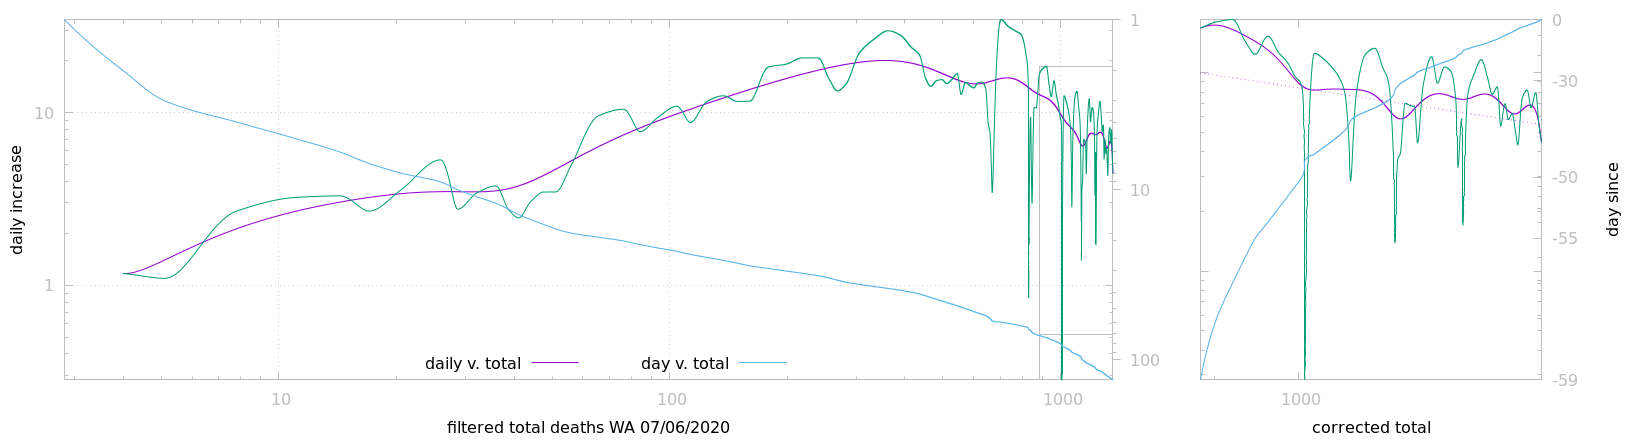 daily increase
10
1
1
10
100
10
100
1000
daily v. total
day v. total
filtered total deaths WA 07/06/2020
0
-30
-50
-55
-59
day since
1000
corrected total